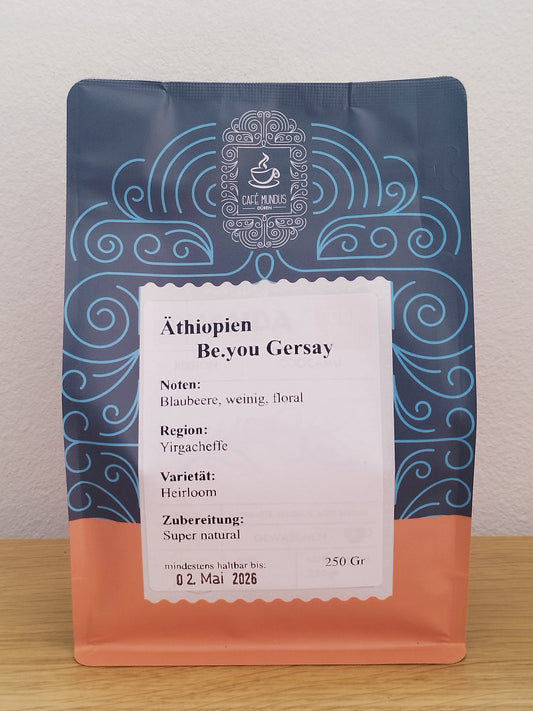 CAFÉ MUNDUS
DÜREN
Äthiopien
Be.you Gersay
Noten:
Blaubeere, weinig, floral
Region:
Yirgacheffe
Varietät:
Heirloom
Zubereitung:
Super natural
mindestens haltbar bis:
250 Gr
02. Mai 2026